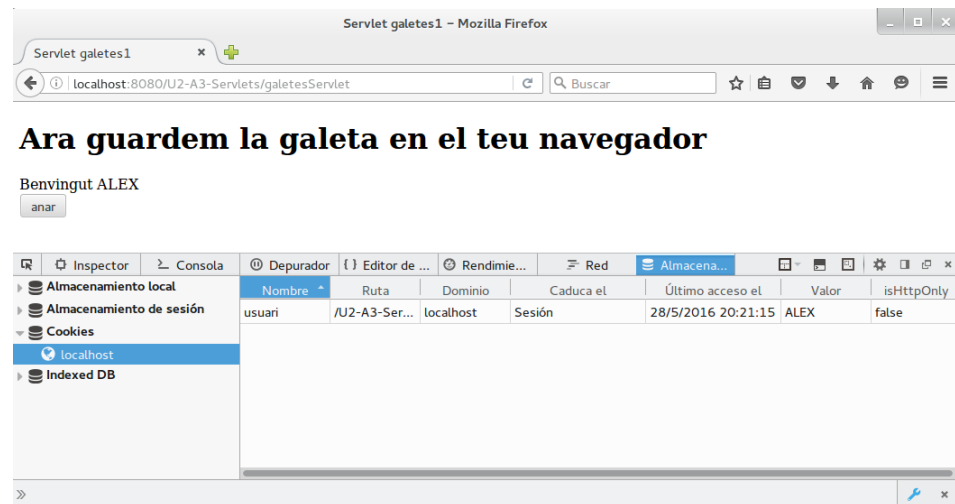 Servlet galetes1 – Mozilla Firefox
Servlet galetes1
localhost:8080/U2-A3-Servlets/galetesServlet
Buscar
Ara guardem la galeta en el teu navegador
Benvingut ALEX
anar
Inspector Consola Depurador { } Editor de ... Rendimie... Red Almacena...
Almacenamiento local
Almacenamiento de sesión
Cookies
localhost
Indexed DB
Nombre Ruta Dominio Caduca el Último acceso el Valor isHttpOnly
usuari /U2-A3-Ser... localhost Sesión 28/5/2016 20:21:15 ALEX false